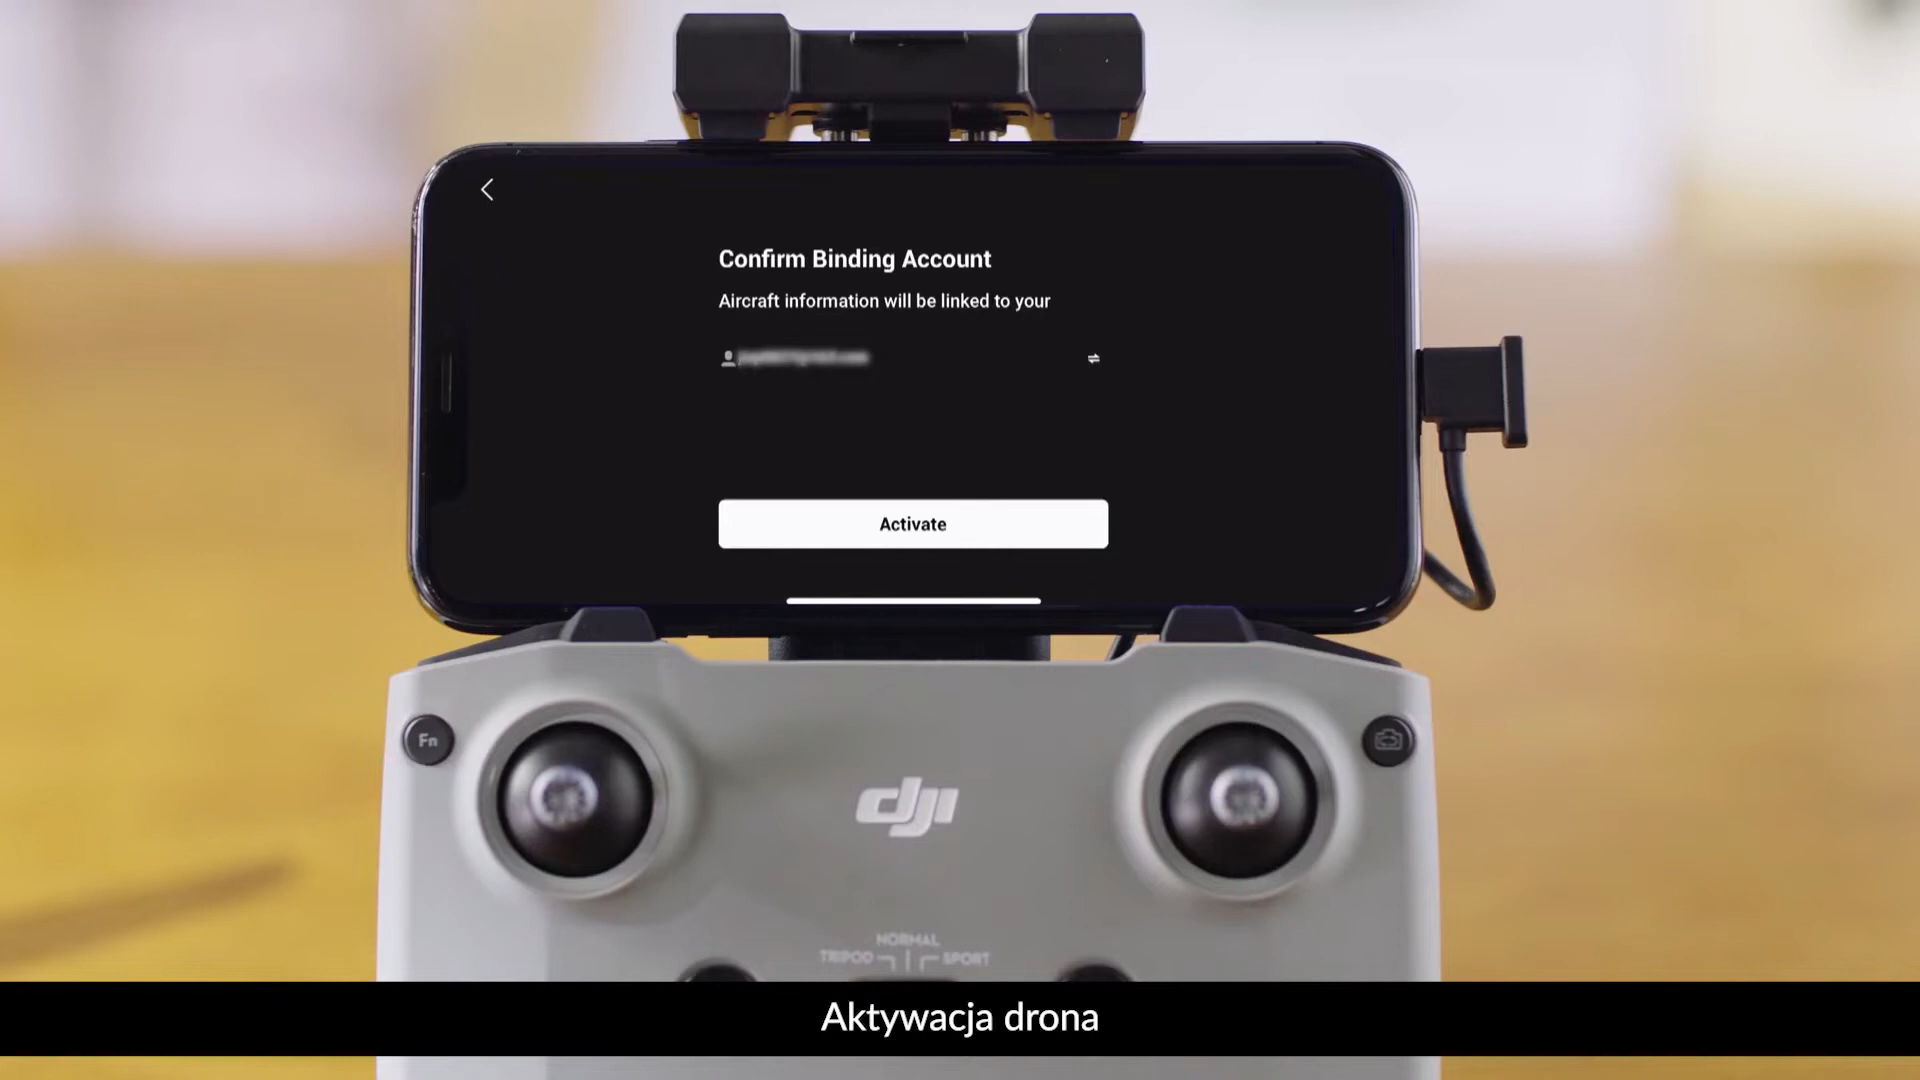 Confirm Binding Account
Aircraft information will be linked to your
Activate
Fn
dji
NORMAL
TRIPOD SPORT
Aktywacja drona